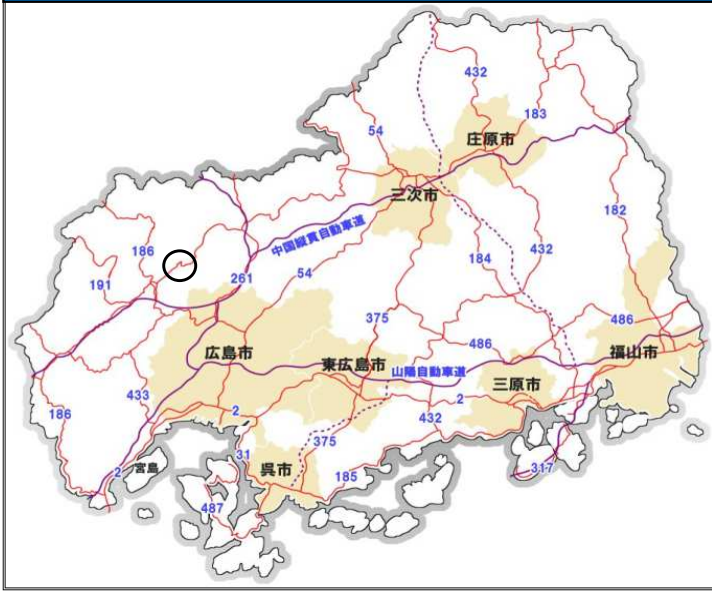 432
183
54
庄原市
三次市
182
186
中国縦貫自動車道
432
191
261
54
184
375
486
486
広島市
東広島市
山陽自動車道
福山市
三原市
433
2
2
432
186
31
375
宮島
2
呉市
185
317
487